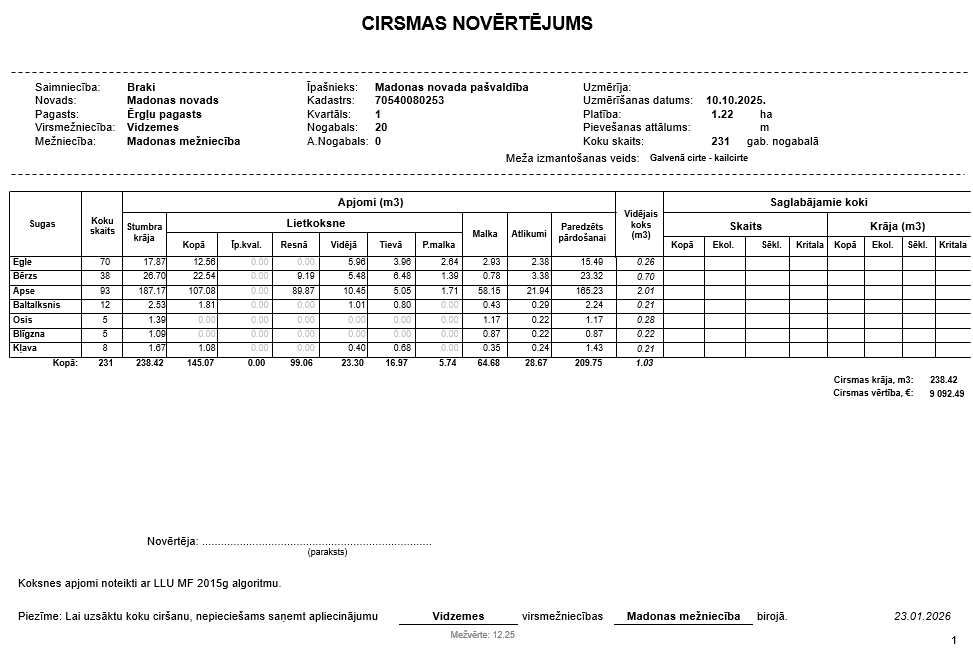 CIRSMAS NOVĒRTĒJUMS
Saimniecība: Braki Īpašnieks: Madonas novada pašvaldība Uzmērīja:
Novads: Madonas novads Kadastrs: 70540080253 Uzmērīšanas datums: 10.10.2025.
Pagasts: Ērgļu pagasts Kvartāls: 1 Platība: 1.22 ha
Virsmežniecība: Vidzemes Nogabals: 20 Pievešanas attālums: m
Mežniecība: Madonas mežniecība A.Nogabals: 0 Koku skaits: 231 gab. nogabalā
Meža izmantošanas veids: Galvenā cirte - kailcirte
Sugas Koku skaits Apjomi (m3) Vidējais koks (m3) Saglabājamie koki
Stumbra krāja Lietkoksne Malka Atlikumi Paredzēts pārdošanai Skaits Krāja (m3)
Kopā Īp.kval. Resnā Vidējā Tievā P.malka Kopā Ekol. Sēkl. Kritala Kopā Ekol. Sēkl. Kritala
Egle 70 17.87 12.56 0.00 0.00 5.96 3.96 2.64 2.93 2.38 15.49 0.26
Bērzs 38 26.70 22.54 0.00 9.19 5.48 6.48 1.39 0.78 3.38 23.32 0.70
Apse 93 187.17 107.08 0.00 89.87 10.45 5.05 1.71 58.15 21.94 165.23 2.01
Baltalksnis 12 2.53 1.81 0.00 0.00 1.01 0.80 0.00 0.43 0.29 2.24 0.21
Osis 5 1.39 0.00 0.00 0.00 0.00 0.00 0.00 1.17 0.22 1.17 0.28
Blīgzna 5 1.09 0.00 0.00 0.00 0.00 0.00 0.00 0.87 0.22 0.87 0.22
Kļava 8 1.67 1.08 0.00 0.00 0.40 0.68 0.00 0.35 0.24 1.43 0.21
Kopā: 231 238.42 145.07 0.00 99.06 23.30 16.97 5.74 64.68 28.67 209.75 1.03
Cirsmas krāja, m3: 238.42
Cirsmas vērtība, €: 9 092.49
Novērtēja: ..........................................................................
(paraksts)
Koksnes apjomi noteikti ar LLU MF 2015g algoritmu.
Piezīme: Lai uzsāktu koku ciršanu, nepieciešams saņemt apliecinājumu Vidzemes virsmežniecības Madonas mežniecība birojā. 23.01.2026
Mežvērte: 12.25
1